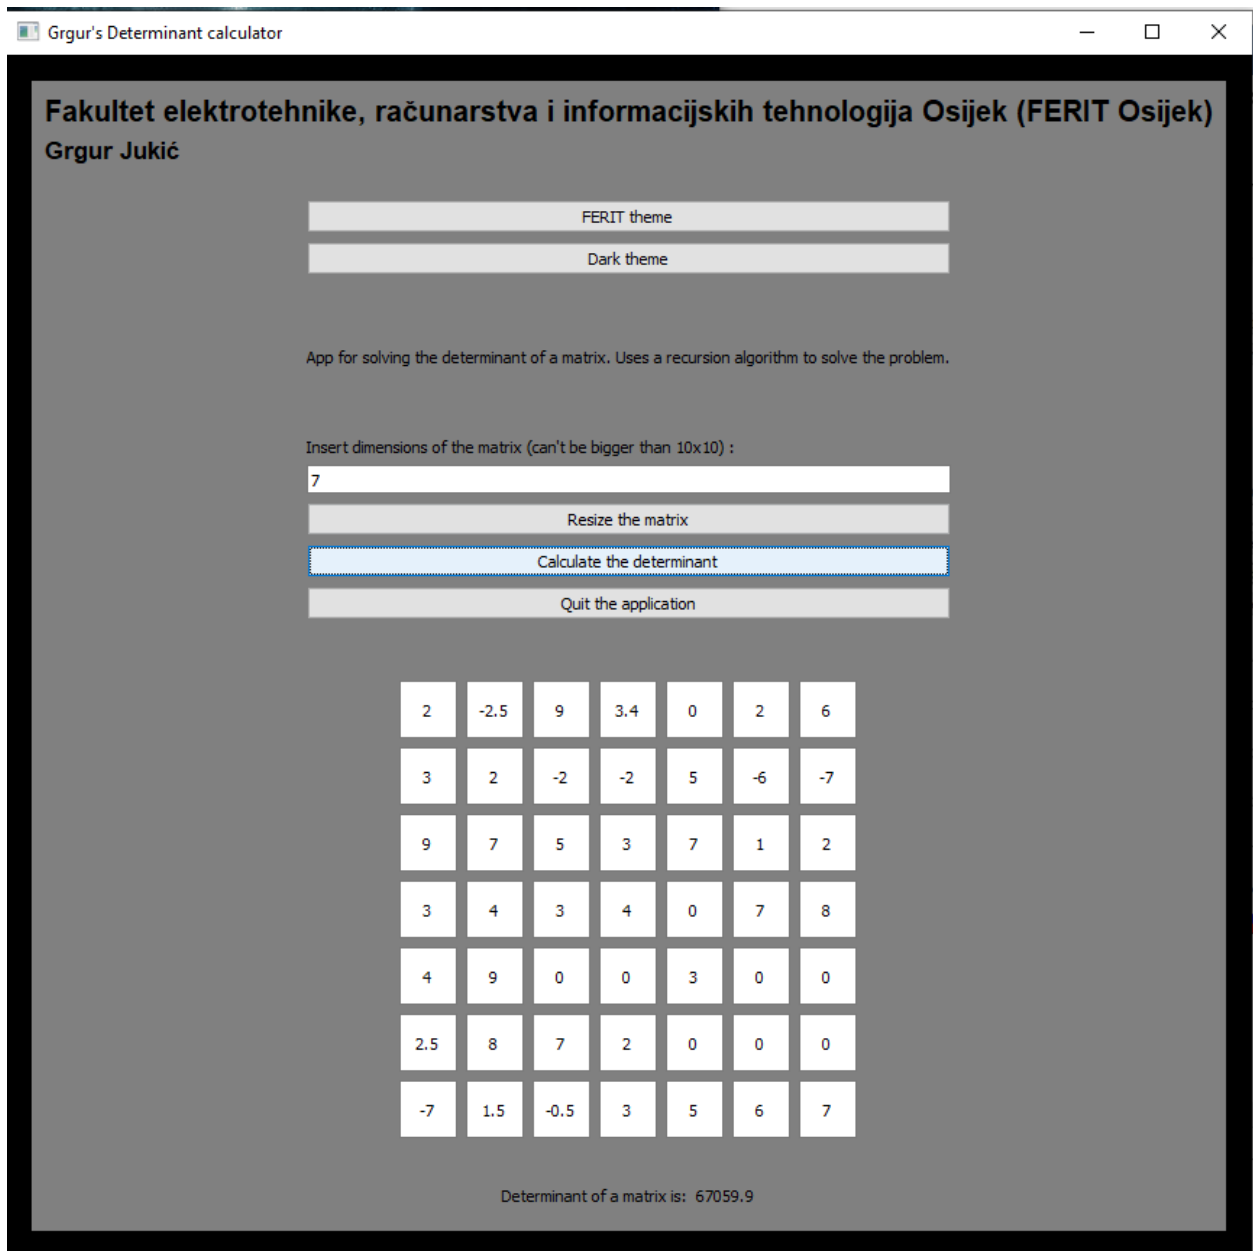 Grgur's Determinant calculator
Fakultet elektrotehnike, računarstva i informacijskih tehnologija Osijek (FERIT Osijek)
Grgur Jukić
FERIT theme
Dark theme
App for solving the determinant of a matrix. Uses a recursion algorithm to solve the problem.
Insert dimensions of the matrix (can't be bigger than 10x10) :
7
Resize the matrix
Calculate the determinant
Quit the application
2 -2.5 9 3.4 0 2 6
3 2 -2 -2 5 -6 -7
9 7 5 3 7 1 2
3 4 3 4 0 7 8
4 9 0 0 3 0 0
2.5 8 7 2 0 0 0
-7 1.5 -0.5 3 5 6 7
Determinant of a matrix is: 67059.9